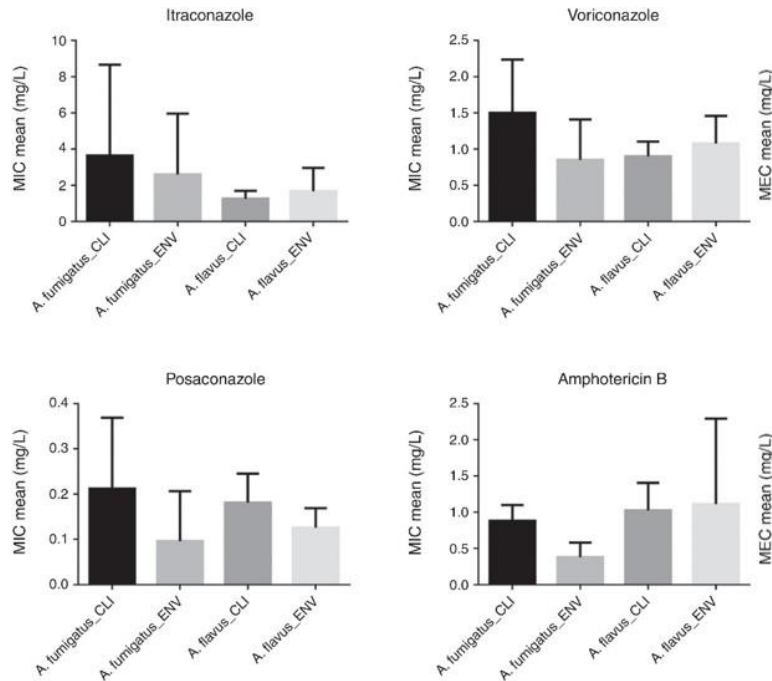 Itraconazole
MIC mean (mg/L)
10
8
6
4
2
0
A. fumigatus_CLI
A. fumigatus_ENV
A. flavus_CLI
A. flavus_ENV
Voriconazole
MIC mean (mg/L)
2.5
2.0
1.5
1.0
0.5
0.0
A. fumigatus_CLI
A. fumigatus_ENV
A. flavus_CLI
A. flavus_ENV
MEC mean (mg/L)
Posaconazole
MIC mean (mg/L)
0.4
0.3
0.2
0.1
0.0
A. fumigatus_CLI
A. fumigatus_ENV
A. flavus_CLI
A. flavus_ENV
Amphotericin B
MIC mean (mg/L)
2.5
2.0
1.5
1.0
0.5
0.0
A. fumigatus_CLI
A. fumigatus_ENV
A. flavus_CLI
A. flavus_ENV
MEC mean (mg/L)